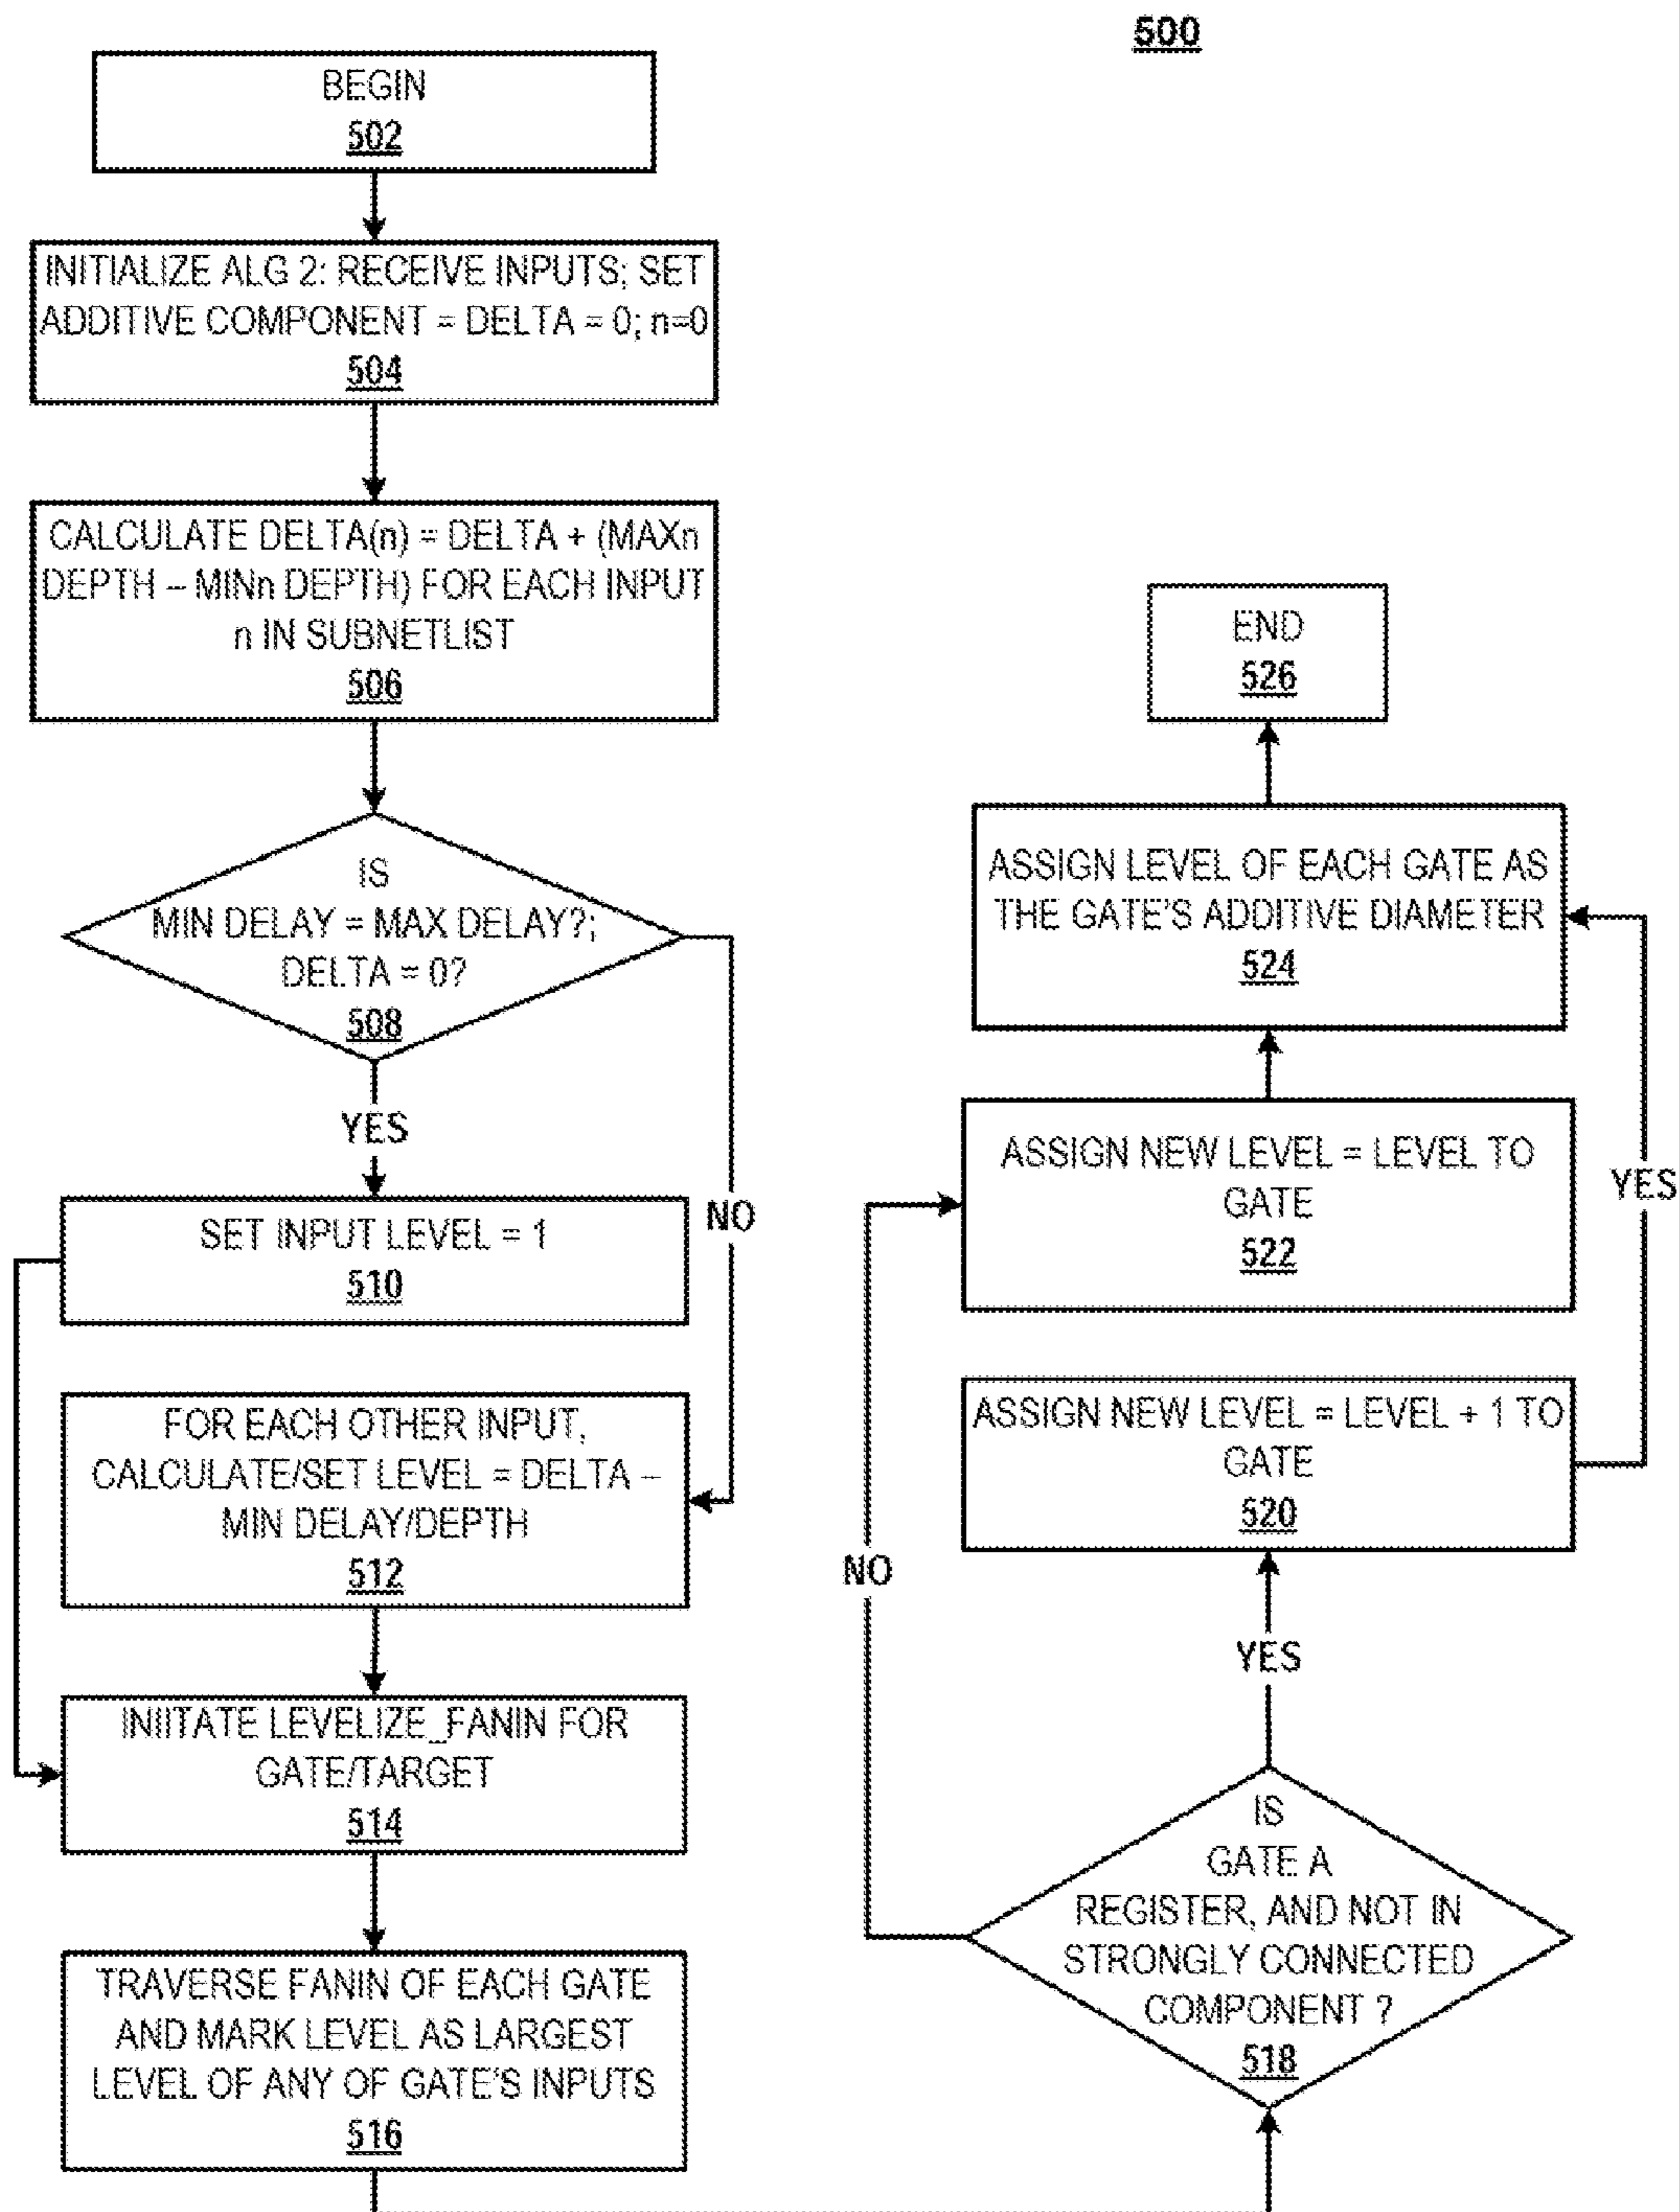 500
BEGIN
502
INITIALIZE ALG 2: RECEIVE INPUTS; SET
ADDITIVE COMPONENT = DELTA = 0; n=0
504
CALCULATE DELTA(n) = DELTA + (MAXn
DEPTH – MINn DEPTH) FOR EACH INPUT
n IN SUBNETLIST
506
IS
MIN DELAY = MAX DELAY?;
DELTA = 0?
508
YES
NO
SET INPUT LEVEL = 1
510
FOR EACH OTHER INPUT,
CALCULATE/SET LEVEL = DELTA –
MIN DELAY/DEPTH
512
INIITATE LEVELIZE_FANIN FOR
GATE/TARGET
514
TRAVERSE FANIN OF EACH GATE
AND MARK LEVEL AS LARGEST
LEVEL OF ANY OF GATE'S INPUTS
516
IS
GATE A
REGISTER, AND NOT IN
STRONGLY CONNECTED
COMPONENT ?
518
YES
NO
ASSIGN NEW LEVEL = LEVEL + 1 TO
GATE
520
YES
ASSIGN NEW LEVEL = LEVEL TO
GATE
522
ASSIGN LEVEL OF EACH GATE AS
THE GATE'S ADDITIVE DIAMETER
524
END
526